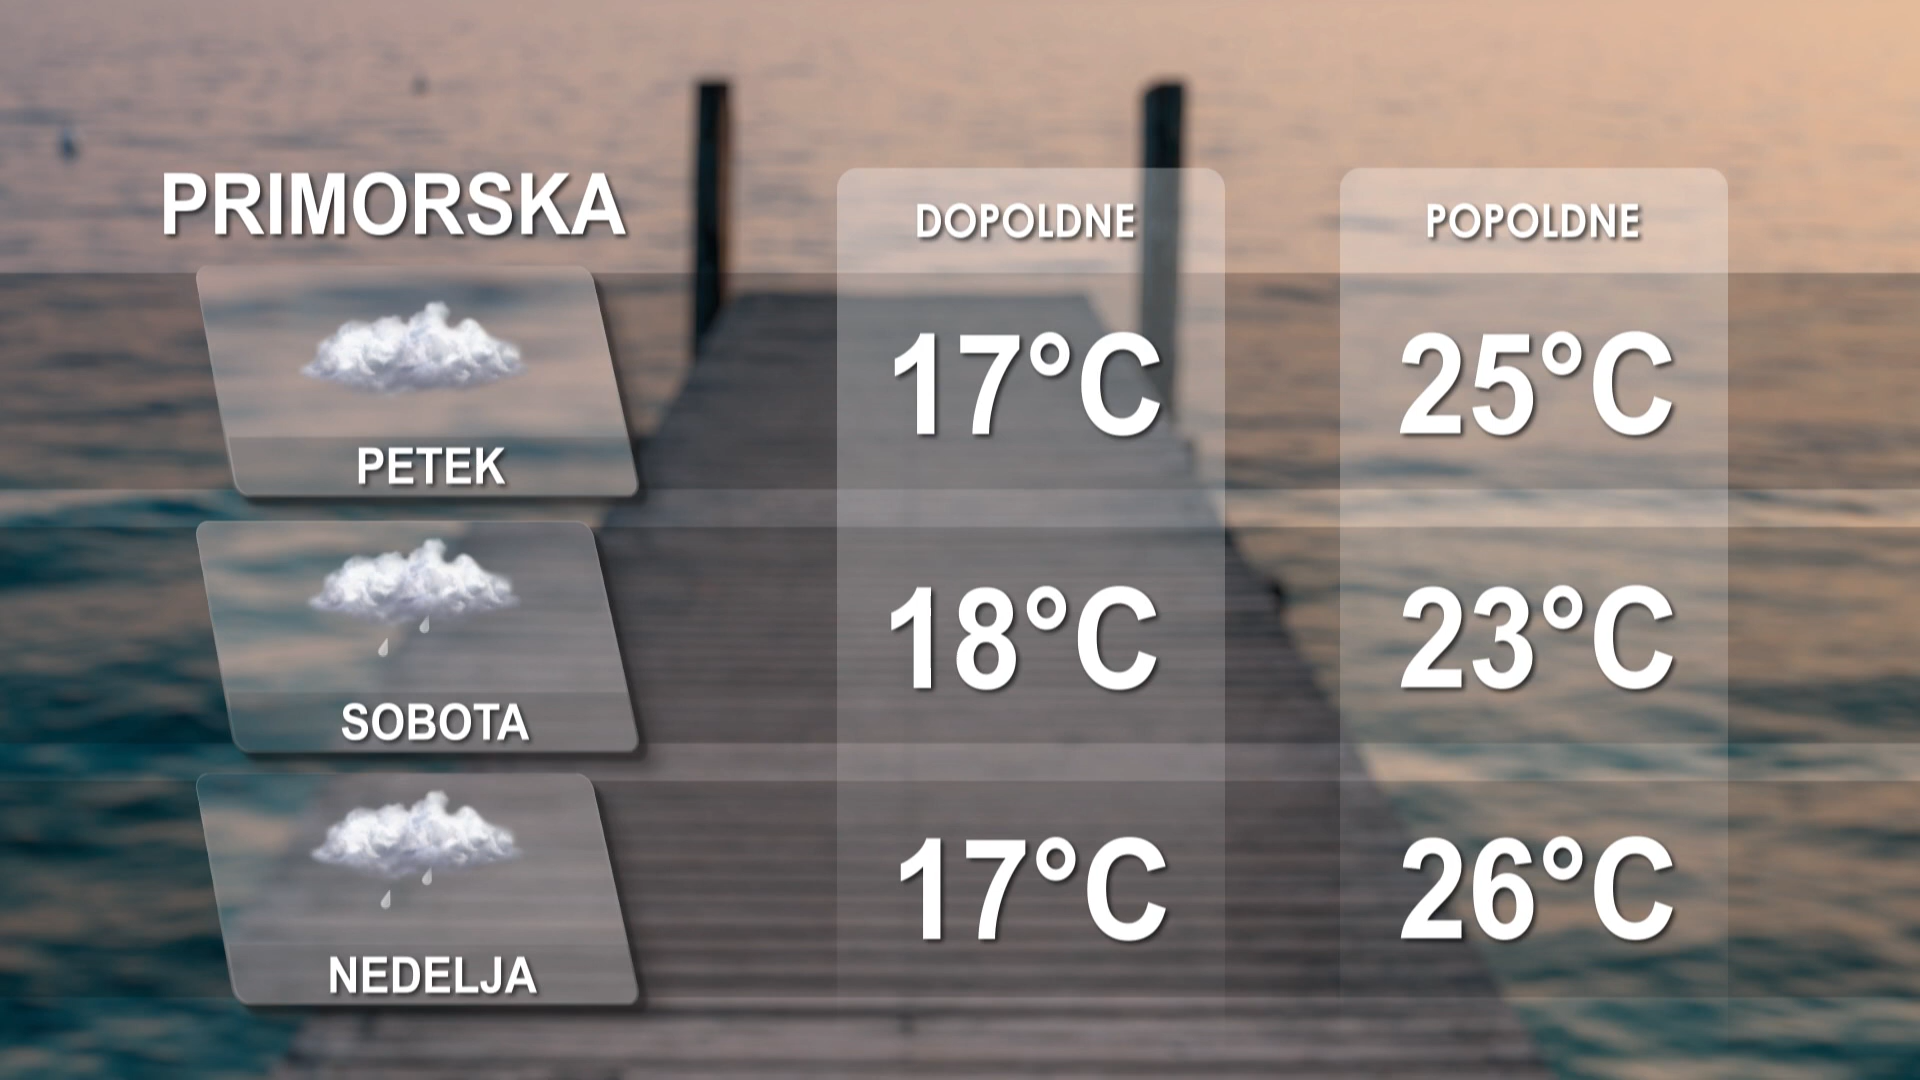 PRIMORSKA
DOPOLDNE
POPOLDNE
PETEK
17°C
25°C
SOBOTA
18°C
23°C
NEDELJA
17°C
26°C